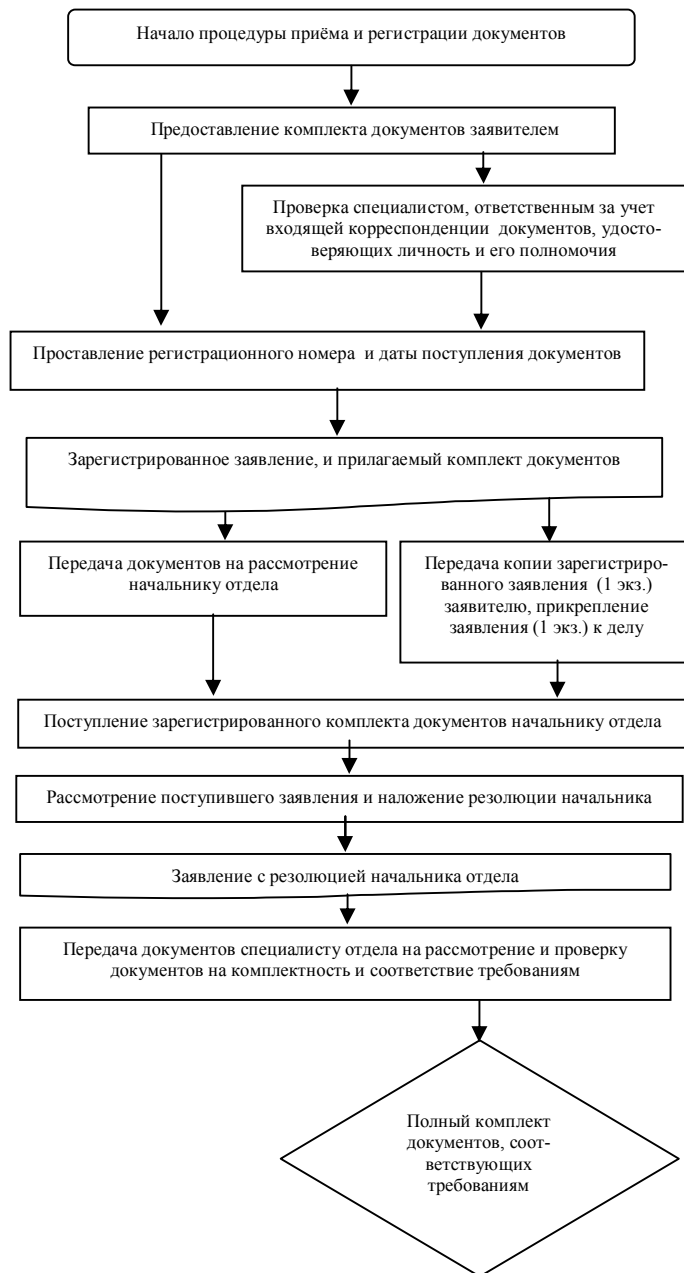 Начало процедуры приёма и регистрации документов
Предоставление комплекта документов заявителем
Проверка специалистом, ответственным за учет
входящей корреспонденции документов, удосто-
веряющих личность и его полномочия
Проставление регистрационного номера и даты поступления документов
Зарегистрированное заявление, и прилагаемый комплект документов
Передача документов на рассмотрение
начальнику отдела
Передача копии зарегистриро-
ванного заявления (1 экз.)
заявителю, прикрепление
заявления (1 экз.) к делу
Поступление зарегистрированного комплекта документов начальнику отдела
Рассмотрение поступившего заявления и наложение резолюции начальника
Заявление с резолюцией начальника отдела
Передача документов специалисту отдела на рассмотрение и проверку
документов на комплектность и соответствие требованиям
Полный комплект
документов, соот-
ветствующих
требованиям